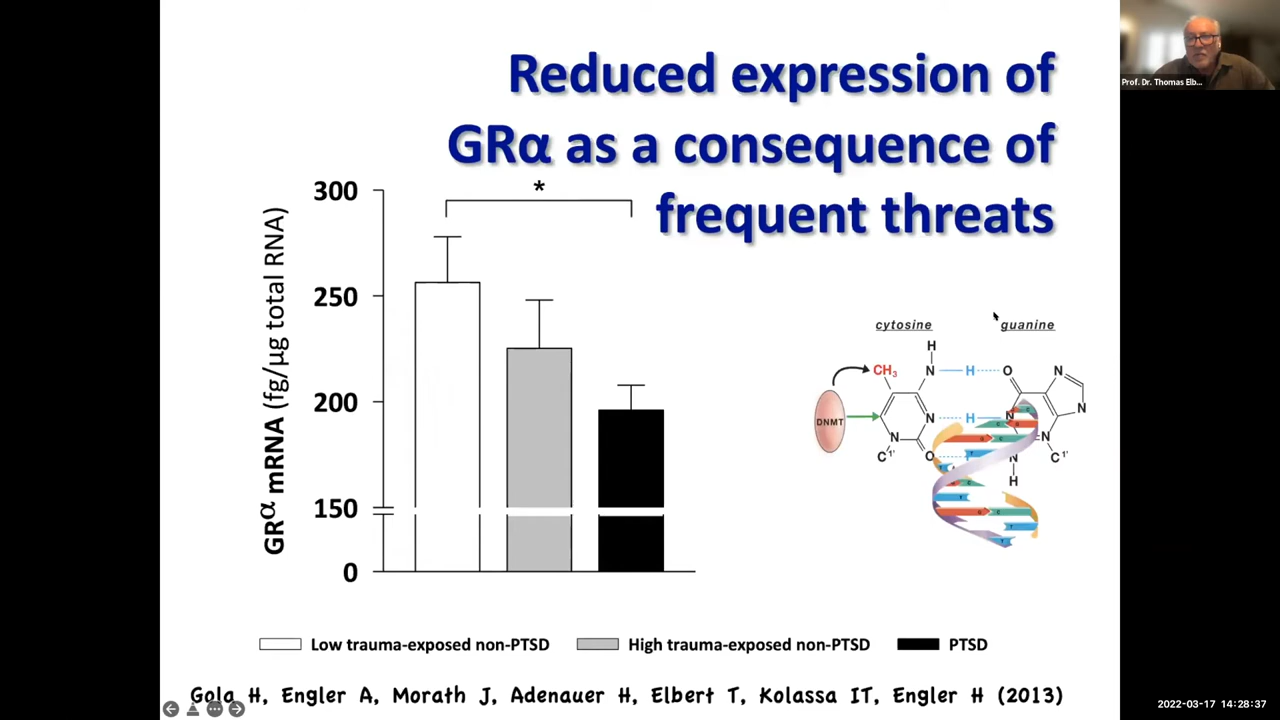 Reduced expression of
GRα as a consequence of
frequent threats
Prof. Dr. Thomas Elb...
300
250
200
150
0
GRα mRNA (fg/µg total RNA)
*
cytosine
guanine
H
CH₃
N
H
O
N
DNMT
N
H
N
N
N
C¹'
O
N
C¹'
H
Low trauma-exposed non-PTSD
High trauma-exposed non-PTSD
PTSD
Gola H, Engler A, Morath J, Adenauer H, Elbert T, Kolassa IT, Engler H (2013)
2022-03-17 14:28:37